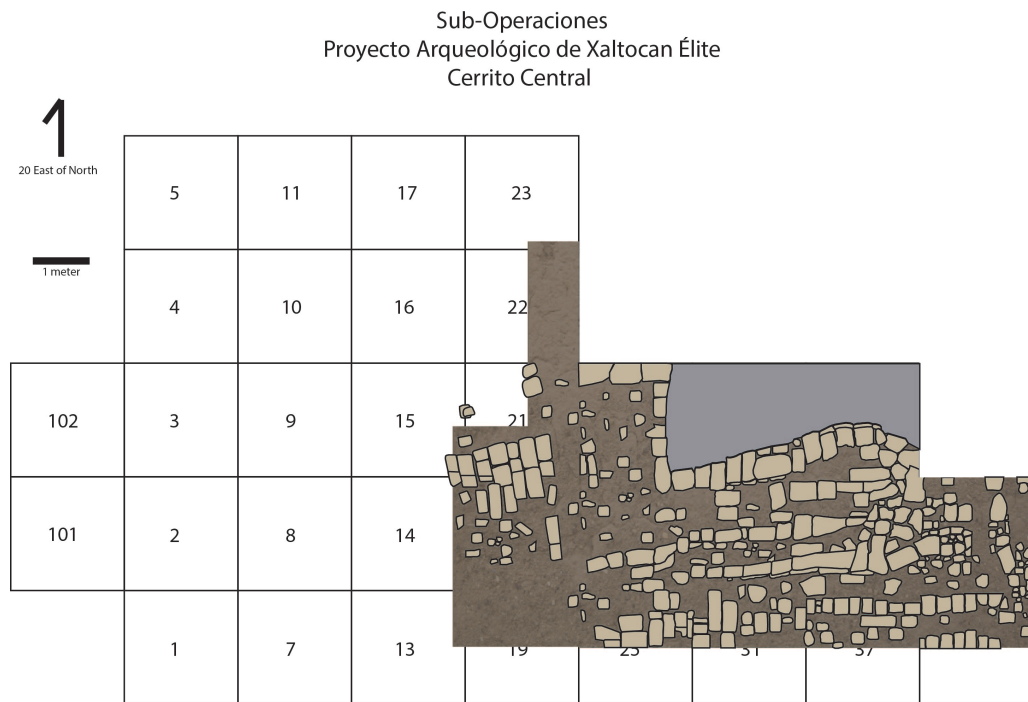 Sub-Operaciones
Proyecto Arqueológico de Xaltocan Élite
Cerrito Central
20 East of North
1 meter
5 11 17 23
4 10 16 22
102 3 9 15 21
101 2 8 14
1 7 13 19 25 31 37